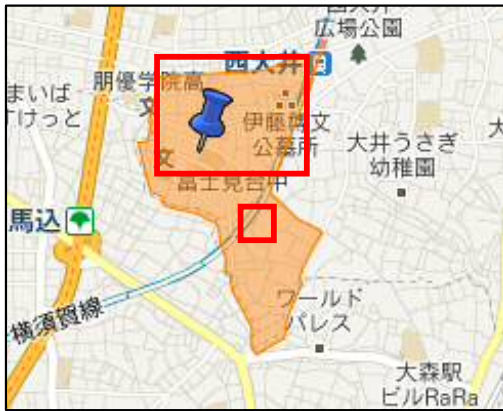 広場公園
西大井
朋優学院高
文
まいば
すけっと
伊藤博文
公墓所
大井うさぎ
幼稚園
文
富士見台中
馬込
横須賀線
ワールド
パレス
大森駅
ビルRaRa